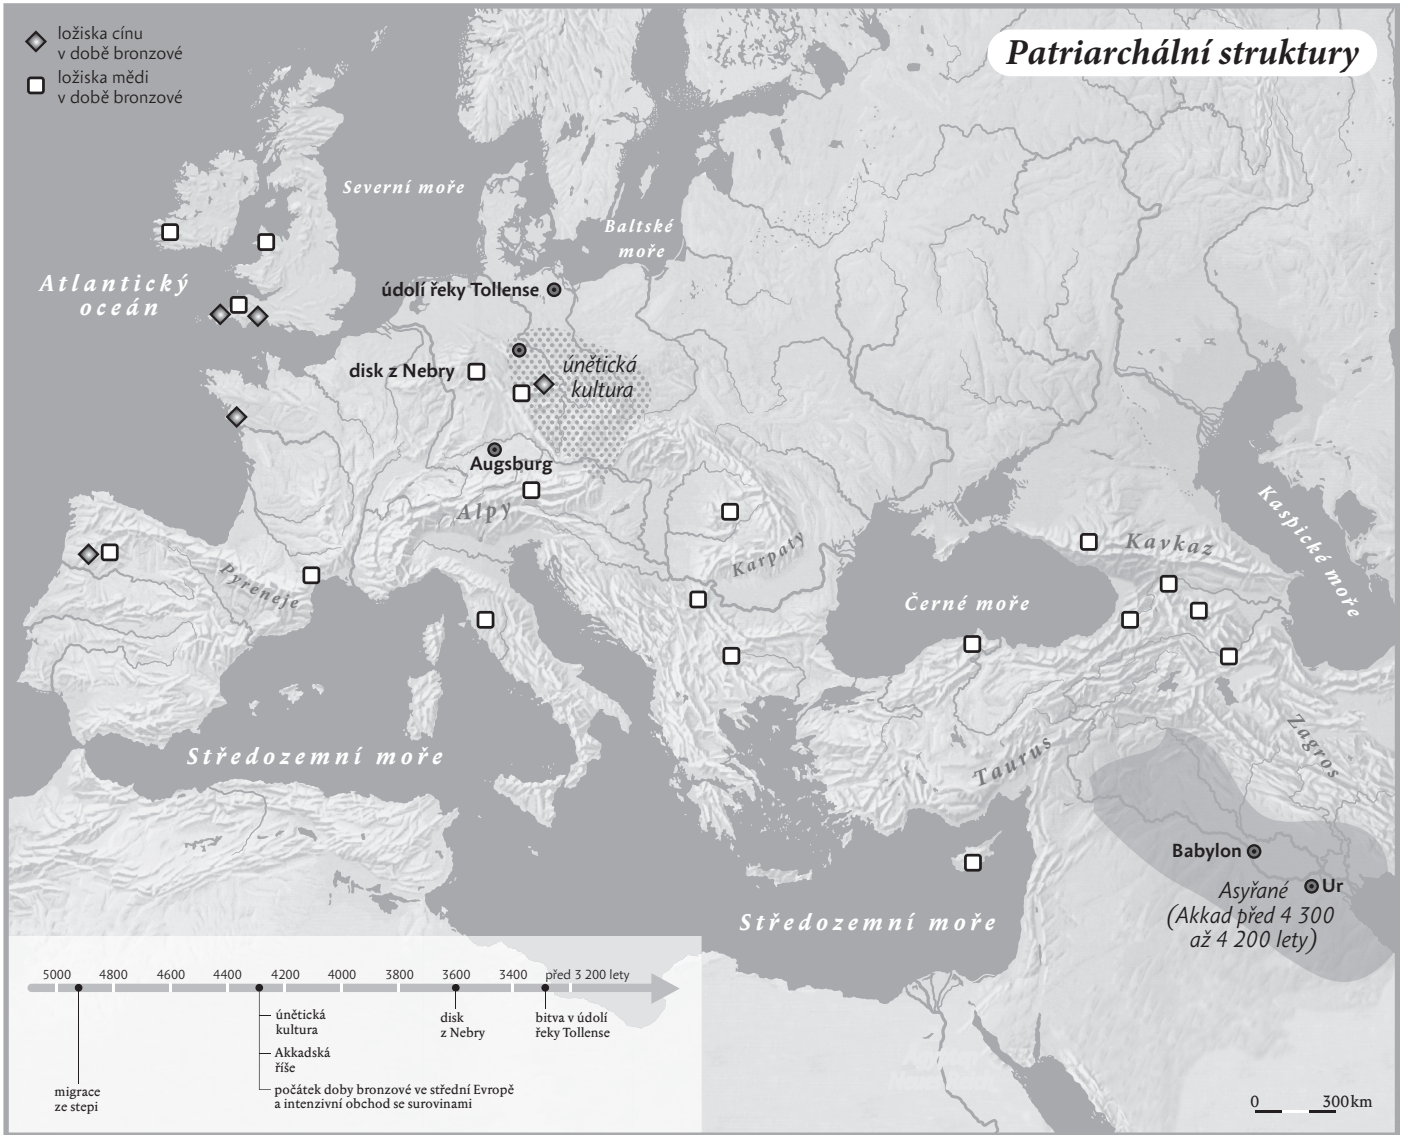 ložiska cínu
v době bronzové
ložiska mědi
v době bronzové
Patriarchální struktury
Severní moře
Baltské
moře
Atlantický
oceán
údolí řeky Tollense
únětická
kultura
disk z Nebry
Augsburg
Alpy
Karpaty
Pyreneje
Kavkaz
Kaspické moře
Černé moře
Středozemní moře
Taurus
Zagros
Babylon
Ur
Asyřané
(Akkad před 4 300
až 4 200 lety)
Středozemní moře
5000 4800 4600 4400 4200 4000 3800 3600 3400 před 3 200 lety
únětická
kultura
disk
z Nebry
bitva v údolí
řeky Tollense
Akkadská
říše
migrace
ze stepi
počátek doby bronzové ve střední Evropě
a intenzivní obchod se surovinami
0 300 km